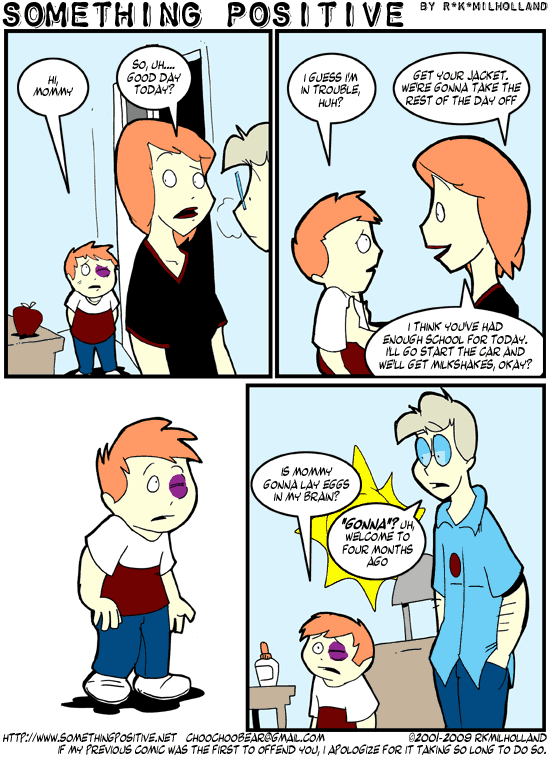 SOMETHING POSITIVE BY R*K*MILHOLLAND
HI,
MOMMY
SO, UH....
GOOD DAY
TODAY?
I GUESS I'M
IN TROUBLE,
HUH?
GET YOUR JACKET.
WE'RE GONNA TAKE THE
REST OF THE DAY OFF
I THINK YOU'VE HAD
ENOUGH SCHOOL FOR TODAY.
I'LL GO START THE CAR AND
WE'LL GET MILKSHAKES, OKAY?
IS MOMMY
GONNA LAY EGGS
IN MY BRAIN?
"GONNA"? UH,
WELCOME TO
FOUR MONTHS
AGO
HTTP://WWW.SOMETHINGPOSITIVE.NET CHOOCHOOBEAR@GMAIL.COM ©2001-2009 RKMILHOLLAND
IF MY PREVIOUS COMIC WAS THE FIRST TO OFFEND YOU, I APOLOGIZE FOR IT TAKING SO LONG TO DO SO.